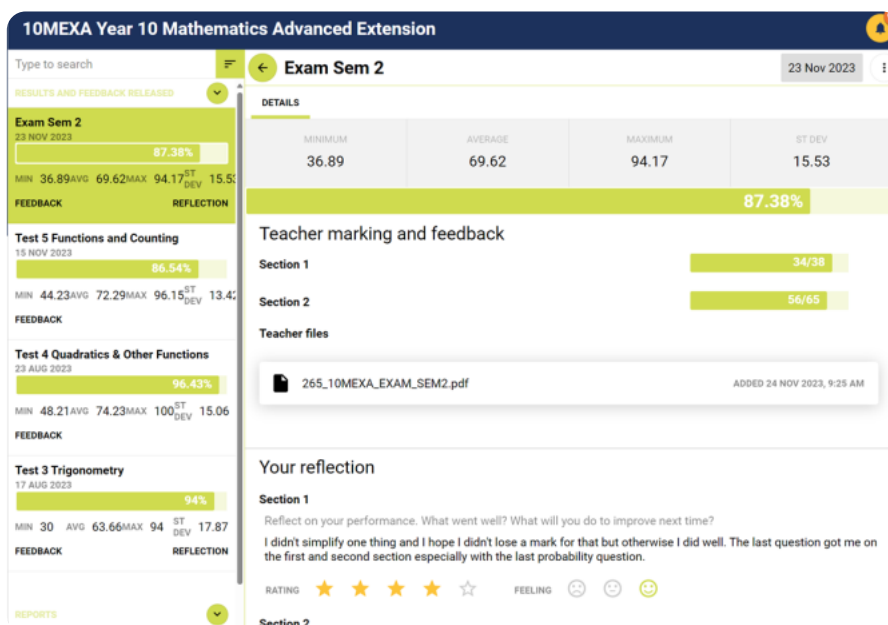 10MEXA Year 10 Mathematics Advanced Extension
Type to search
RESULTS AND FEEDBACK RELEASED
Exam Sem 2
23 NOV 2023
87.38%
MIN 36.89 AVG 69.62 MAX 94.17 ST DEV 15.53
FEEDBACK REFLECTION
Test 5 Functions and Counting
15 NOV 2023
86.54%
MIN 44.23 AVG 72.29 MAX 96.15 ST DEV 13.42
FEEDBACK
Test 4 Quadratics & Other Functions
23 AUG 2023
96.43%
MIN 48.21 AVG 74.23 MAX 100 ST DEV 15.06
FEEDBACK
Test 3 Trigonometry
17 AUG 2023
94%
MIN 30 AVG 63.66 MAX 94 ST DEV 17.87
FEEDBACK REFLECTION
REPORTS
Exam Sem 2
23 Nov 2023
DETAILS
MINIMUM AVERAGE MAXIMUM ST DEV
36.89 69.62 94.17 15.53
87.38%
Teacher marking and feedback
Section 1 34/38
Section 2 56/65
Teacher files
265_10MEXA_EXAM_SEM2.pdf ADDED 24 NOV 2023, 9:25 AM
Your reflection
Section 1
Reflect on your performance. What went well? What will you do to improve next time?
I didn't simplify one thing and I hope I didn't lose a mark for that but otherwise I did well. The last question got me on
the first and second section especially with the last probability question.
RATING FEELING
Section 2